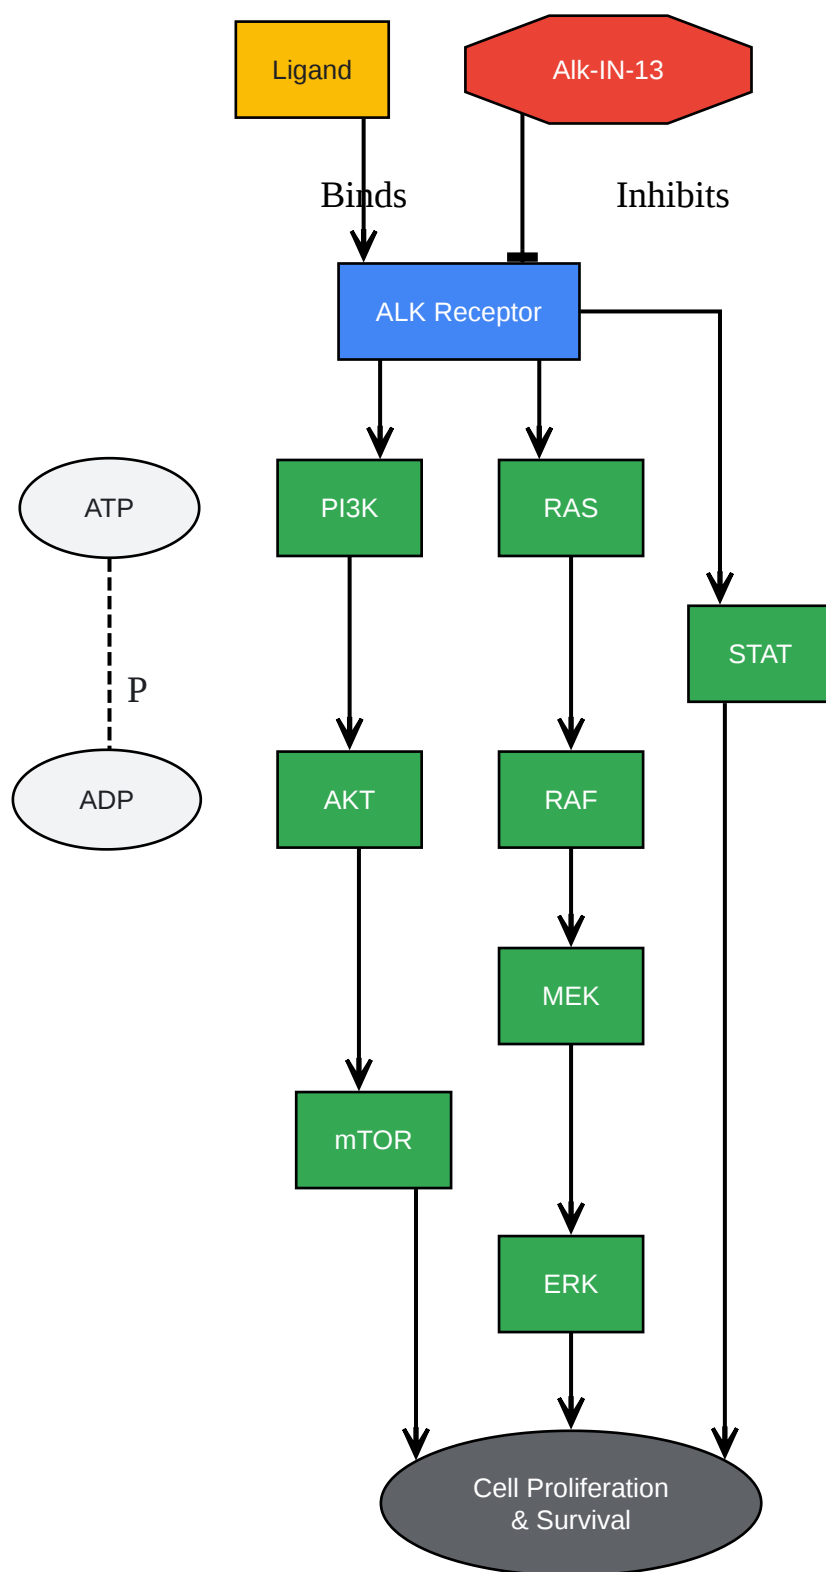 Ligand
Alk-IN-13
Binds
Inhibits
ALK Receptor
ATP
PI3K
RAS
STAT
P
ADP
AKT
RAF
MEK
mTOR
ERK
Cell Proliferation
& Survival